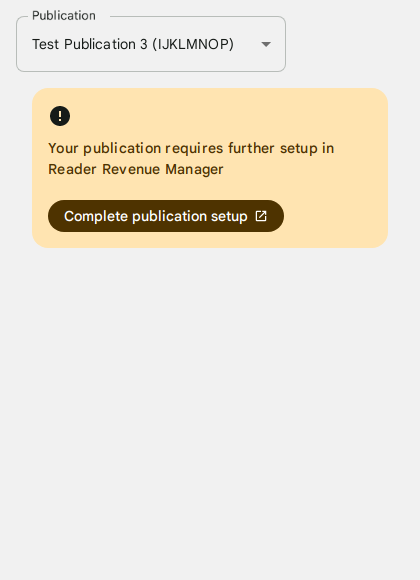 Publication
Test Publication 3 (IJKLMNOP)
Your publication requires further setup in
Reader Revenue Manager
Complete publication setup